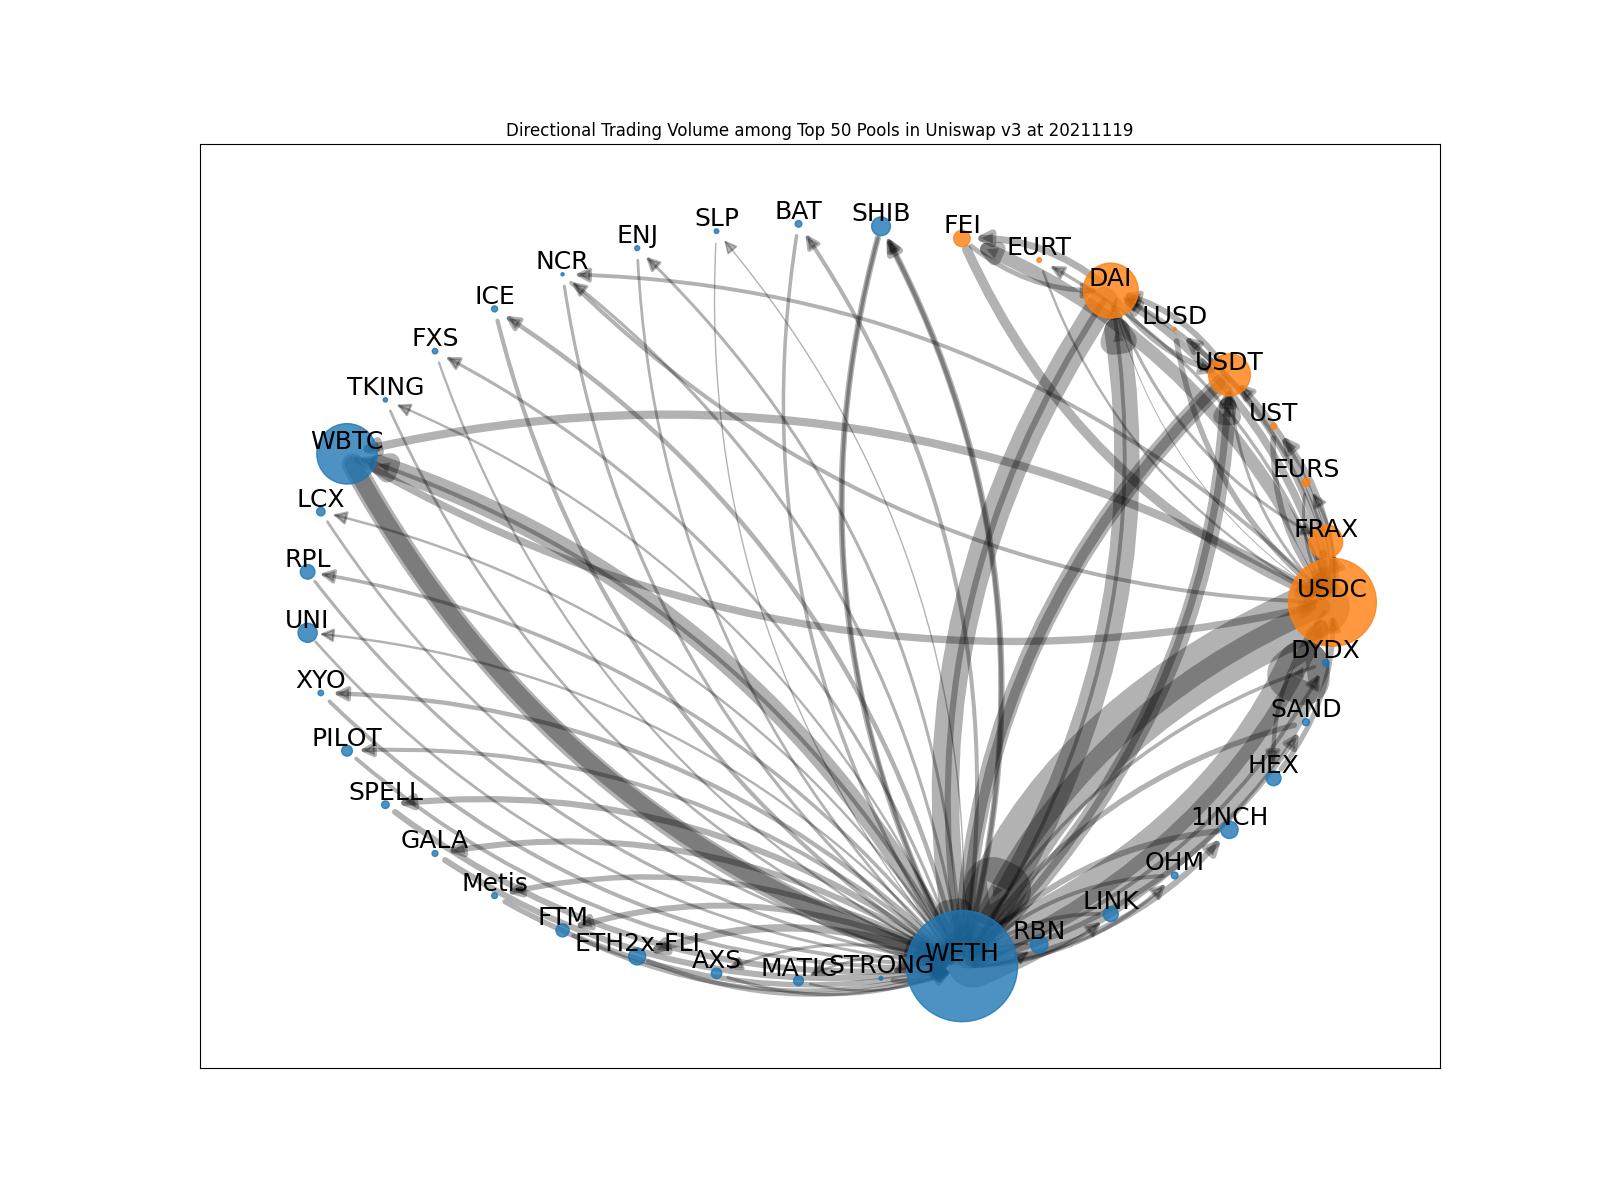 Directional Trading Volume among Top 50 Pools in Uniswap v3 at 20211119
SLP
BAT
SHIB
FEI
ENJ
EURT
NCR
DAI
ICE
LUSD
FXS
USDT
TKING
UST
WBTC
EURS
LCX
FRAX
RPL
USDC
UNI
DYDX
XYO
SAND
PILOT
HEX
SPELL
1INCH
GALA
OHM
Metis
LINK
FTM
RBN
ETH2x-FLI
AXS
MATIC
STRONG
WETH